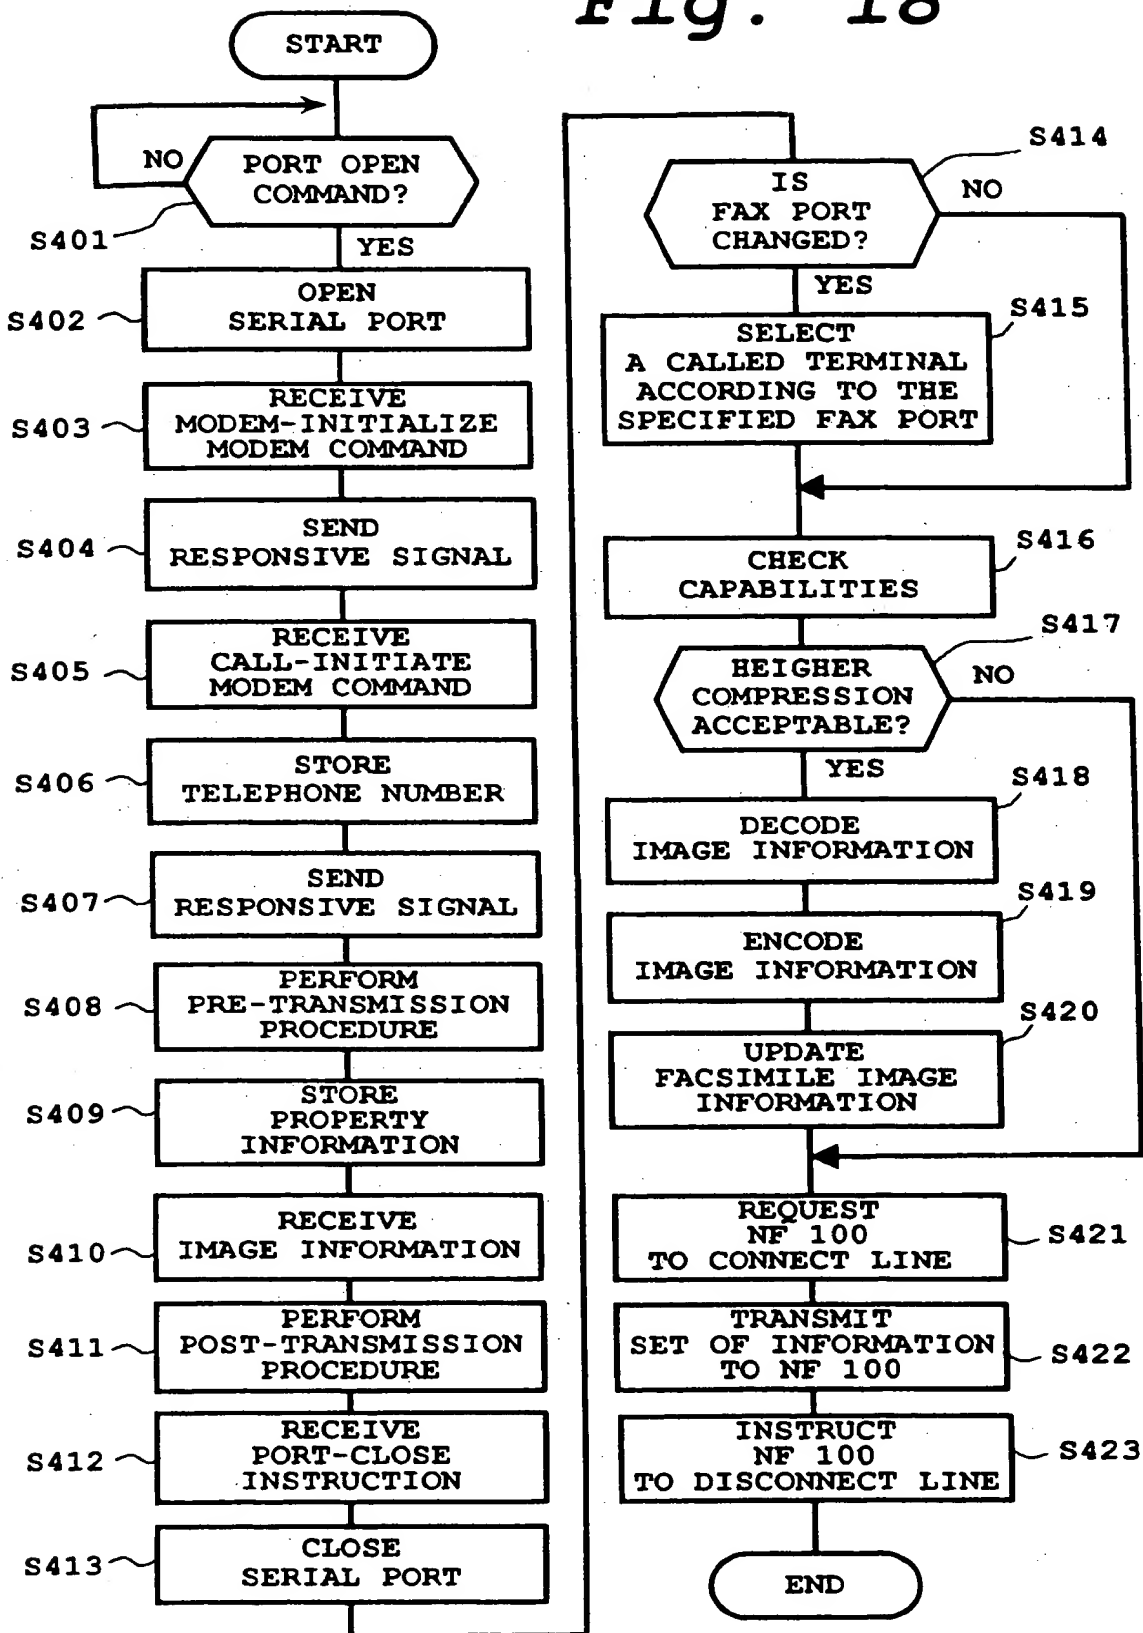 Fig. 18
START
NO
PORT OPEN
COMMAND?
S401
YES
S402
OPEN
SERIAL PORT
S403
RECEIVE
MODEM-INITIALIZE
MODEM COMMAND
S404
SEND
RESPONSIVE SIGNAL
S405
RECEIVE
CALL-INITIATE
MODEM COMMAND
S406
STORE
TELEPHONE NUMBER
S407
SEND
RESPONSIVE SIGNAL
S408
PERFORM
PRE-TRANSMISSION
PROCEDURE
S409
STORE
PROPERTY
INFORMATION
S410
RECEIVE
IMAGE INFORMATION
S411
PERFORM
POST-TRANSMISSION
PROCEDURE
S412
RECEIVE
PORT-CLOSE
INSTRUCTION
S413
CLOSE
SERIAL PORT
S414
IS
FAX PORT
CHANGED?
NO
YES
S415
SELECT
A CALLED TERMINAL
ACCORDING TO THE
SPECIFIED FAX PORT
S416
CHECK
CAPABILITIES
S417
HEIGHER
COMPRESSION
ACCEPTABLE?
NO
YES
S418
DECODE
IMAGE INFORMATION
S419
ENCODE
IMAGE INFORMATION
S420
UPDATE
FACSIMILE IMAGE
INFORMATION
REQUEST
NF 100
TO CONNECT LINE
S421
TRANSMIT
SET OF INFORMATION
TO NF 100
S422
INSTRUCT
NF 100
TO DISCONNECT LINE
S423
END